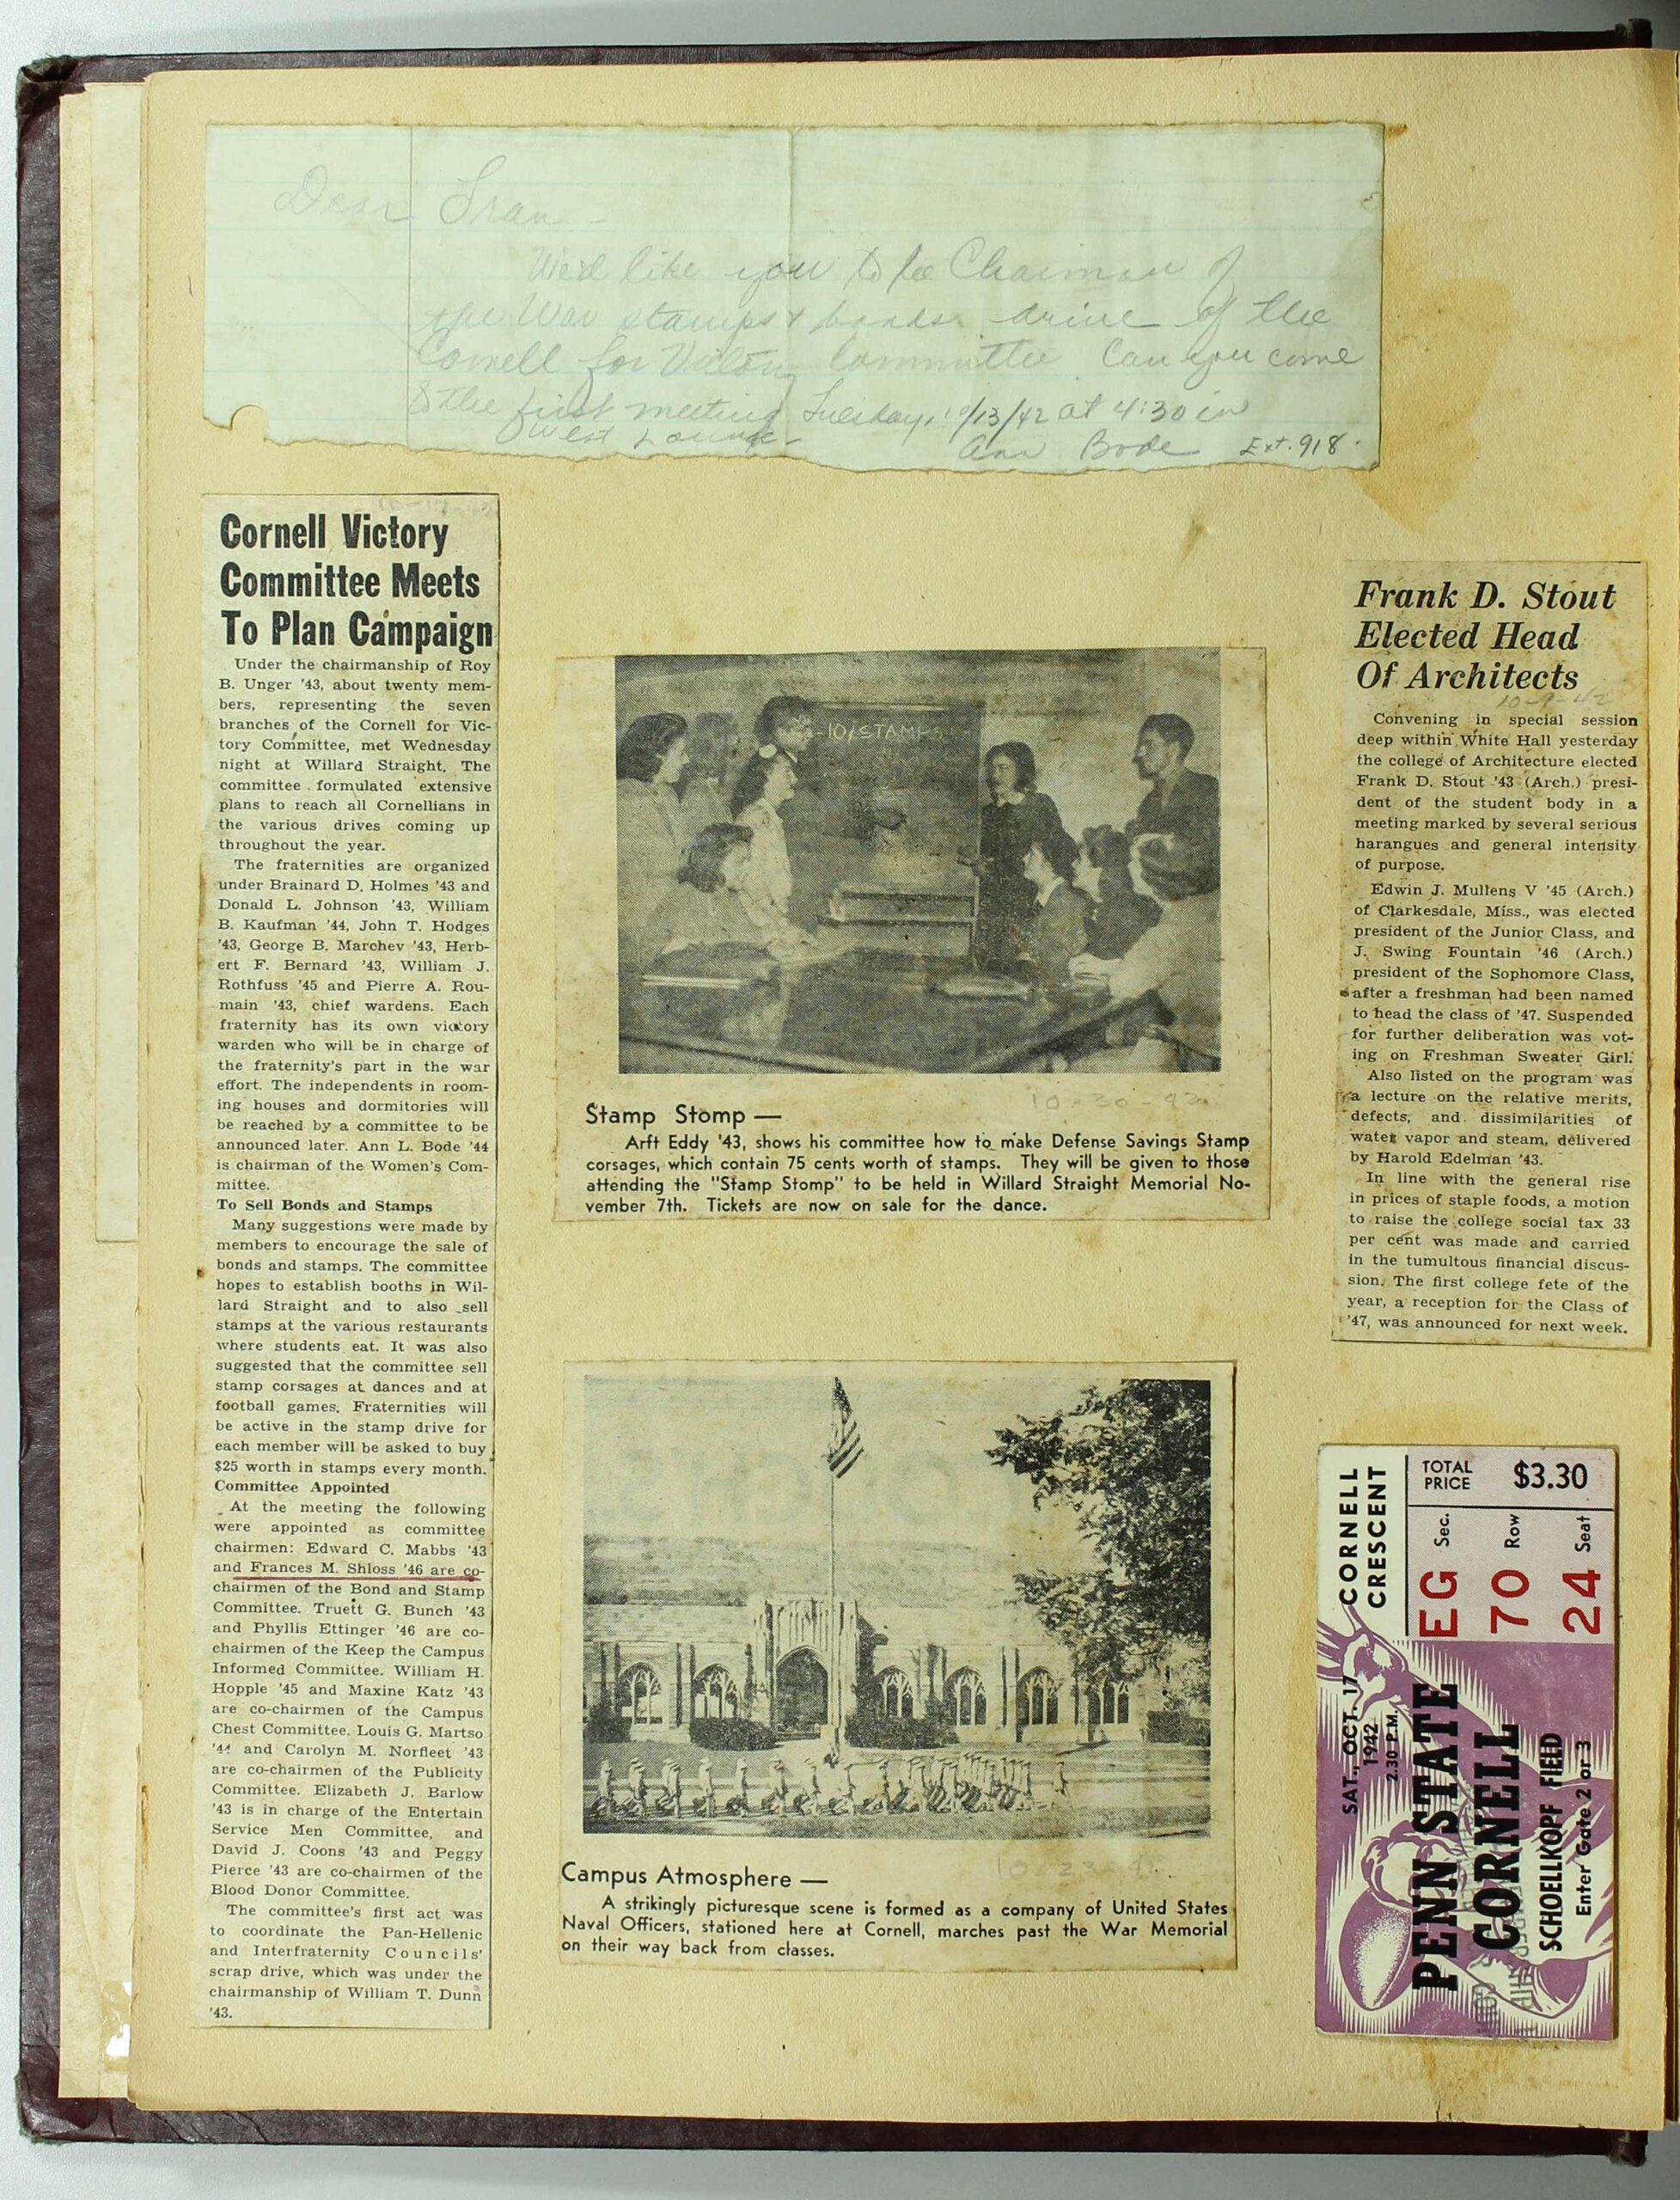 Dear Fran -
We'd like you to be Chairman of
the War stamps & bonds drive of the
Cornell for Victory Committee Can you come
to the first meeting Tuesday, 10/13/42 at 4:30 in
West Lounge -
Ann Bode Ext. 918
Cornell Victory
Committee Meets
To Plan Campaign
Under the chairmanship of Roy
B. Unger '43, about twenty mem-
bers, representing the seven
branches of the Cornell for Vic-
tory Committee, met Wednesday
night at Willard Straight. The
committee formulated extensive
plans to reach all Cornellians in
the various drives coming up
throughout the year.
The fraternities are organized
under Brainard D. Holmes '43 and
Donald L. Johnson '43, William
B. Kaufman '44, John T. Hodges
'43, George B. Marchev '43, Herb-
ert F. Bernard '43, William J.
Rothfuss '45 and Pierre A. Rou-
main '43, chief wardens. Each
fraternity has its own victory
warden who will be in charge of
the fraternity's part in the war
effort. The independents in room-
ing houses and dormitories will
be reached by a committee to be
announced later. Ann L. Bode '44
is chairman of the Women's Com-
mittee.
To Sell Bonds and Stamps
Many suggestions were made by
members to encourage the sale of
bonds and stamps. The committee
hopes to establish booths in Wil-
lard Straight and to also sell
stamps at the various restaurants
where students eat. It was also
suggested that the committee sell
stamp corsages at dances and at
football games. Fraternities will
be active in the stamp drive for
each member will be asked to buy
$25 worth in stamps every month.
Committee Appointed
At the meeting the following
were appointed as committee
chairmen: Edward C. Mabbs '43
and Frances M. Shloss '46 are co-
chairmen of the Bond and Stamp
Committee. Truett G. Bunch '43
and Phyllis Ettinger '46 are co-
chairmen of the Keep the Campus
Informed Committee. William H.
Hopple '45 and Maxine Katz '43
are co-chairmen of the Campus
Chest Committee. Louis G. Martso
'44 and Carolyn M. Norfleet '43
are co-chairmen of the Publicity
Committee. Elizabeth J. Barlow
'43 is in charge of the Entertain
Service Men Committee, and
David J. Coons '43 and Peggy
Pierce '43 are co-chairmen of the
Blood Donor Committee.
The committee's first act was
to coordinate the Pan-Hellenic
and Interfraternity Councils'
scrap drive, which was under the
chairmanship of William T. Dunn
'43.
-10/STAMPS
10-30-42
Stamp Stomp —
Arft Eddy '43, shows his committee how to make Defense Savings Stamp
corsages, which contain 75 cents worth of stamps. They will be given to those
attending the "Stamp Stomp" to be held in Willard Straight Memorial No-
vember 7th. Tickets are now on sale for the dance.
Campus Atmosphere —
A strikingly picturesque scene is formed as a company of United States
Naval Officers, stationed here at Cornell, marches past the War Memorial
on their way back from classes.
Frank D. Stout
Elected Head
Of Architects
10-9-42
Convening in special session
deep within White Hall yesterday
the college of Architecture elected
Frank D. Stout '43 (Arch.) presi-
dent of the student body in a
meeting marked by several serious
harangues and general intensity
of purpose.
Edwin J. Mullens V '45 (Arch.)
of Clarkesdale, Miss., was elected
president of the Junior Class, and
J. Swing Fountain '46 (Arch.)
president of the Sophomore Class,
after a freshman had been named
to head the class of '47. Suspended
for further deliberation was vot-
ing on Freshman Sweater Girl.
Also listed on the program was
a lecture on the relative merits,
defects, and dissimilarities of
water vapor and steam, delivered
by Harold Edelman '43.
In line with the general rise
in prices of staple foods, a motion
to raise the college social tax 33
per cent was made and carried
in the tumultous financial discus-
sion. The first college fete of the
year, a reception for the Class of
'47, was announced for next week.
CORNELL
CRESCENT
TOTAL
PRICE $3.30
EG Sec.
70 Row
24 Seat
SAT., OCT. 17
1942
2.30 P.M.
PENN STATE
CORNELL
SCHOELLKOPF FIELD
Enter Gate 2 or 3